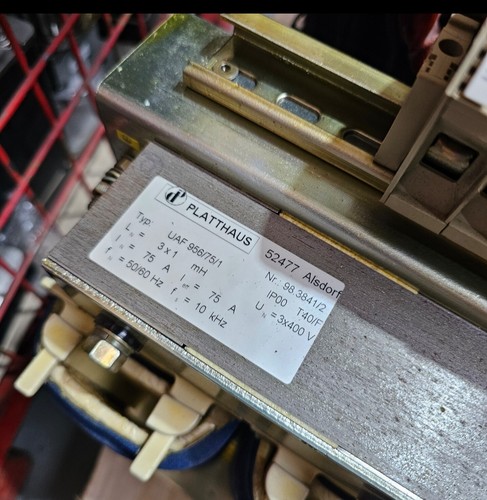 PLATTHAUS 52477 Alsdorf
Typ UAF 956/75/1 Nr. 98.3841/2
L = 3 x 1 mH IP00 T40/F
I = 75 A I = 75 A U = 3x400 V
f = 50/60 Hz f = 10 kHz